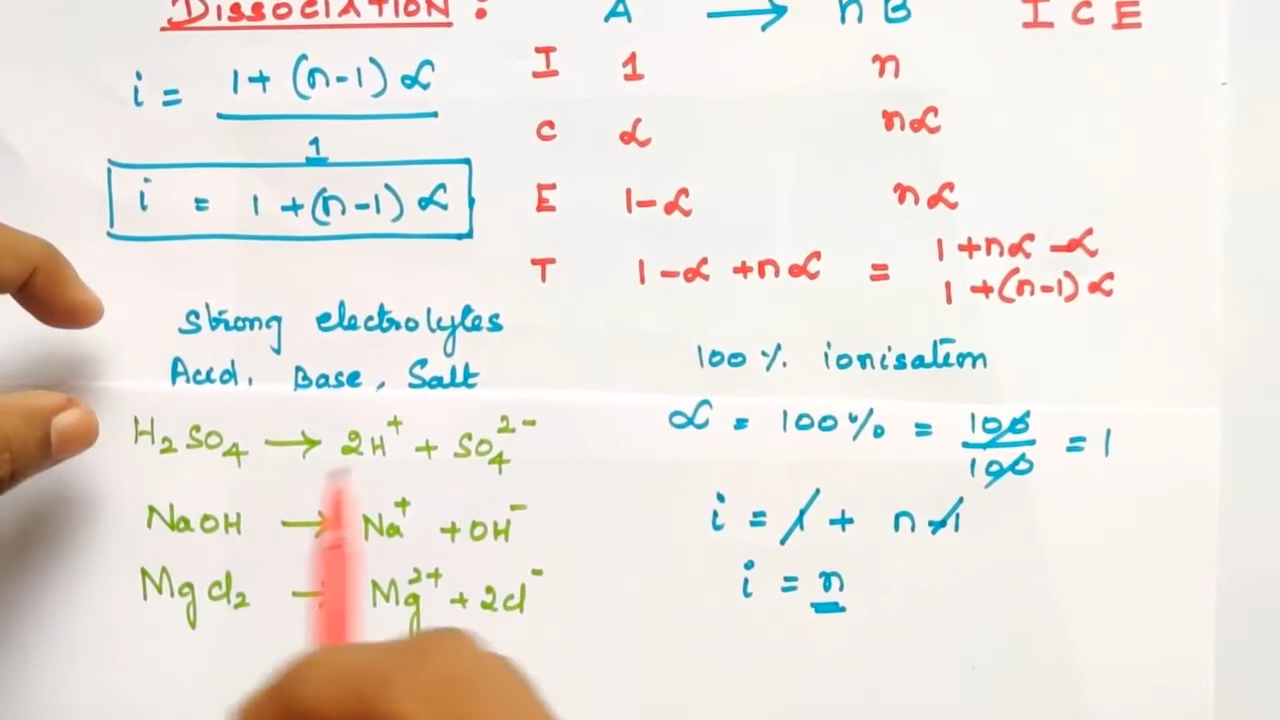 DISSOCIATION : A → nB I C E
i = 1 + (n-1) α / 1
I 1 n
C α nα
i = 1 + (n-1) α
E 1-α nα
T 1-α + nα = 1 + nα - α
1 + (n-1) α
Strong electrolytes
Acid, Base, Salt
100 % ionisation
H₂SO₄ → 2H⁺ + SO₄²⁻
α = 100% = 100/100 = 1
NaOH → Na⁺ + OH⁻
i = 1 + n-1
MgCl₂ → Mg²⁺ + 2Cl⁻
i = n